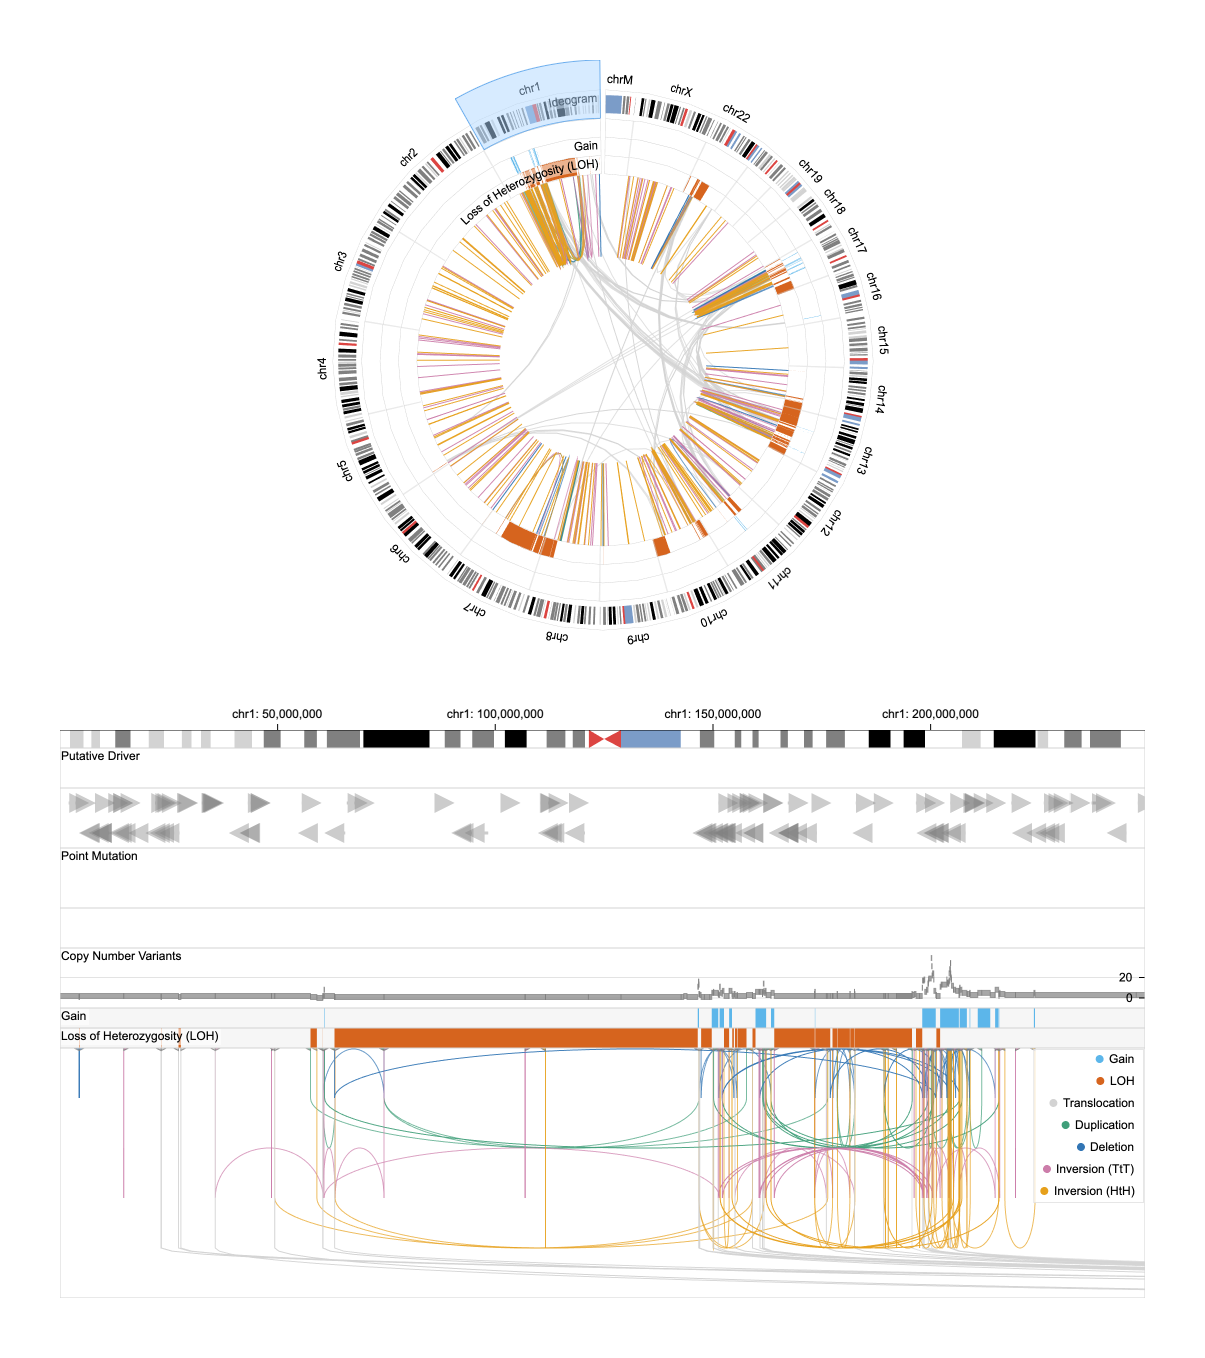 chr1
Ideogram
chrM
chrX
chr22
chr19
chr18
chr17
chr16
chr15
chr14
chr13
chr12
chr11
chr10
chr9
chr8
chr7
chr6
chr5
chr4
chr3
chr2
Gain
Loss of Heterozygosity (LOH)
chr1: 50,000,000 chr1: 100,000,000 chr1: 150,000,000 chr1: 200,000,000
Putative Driver
Point Mutation
Copy Number Variants
20
0
Gain
Loss of Heterozygosity (LOH)
Gain
LOH
Translocation
Duplication
Deletion
Inversion (TtT)
Inversion (HtH)